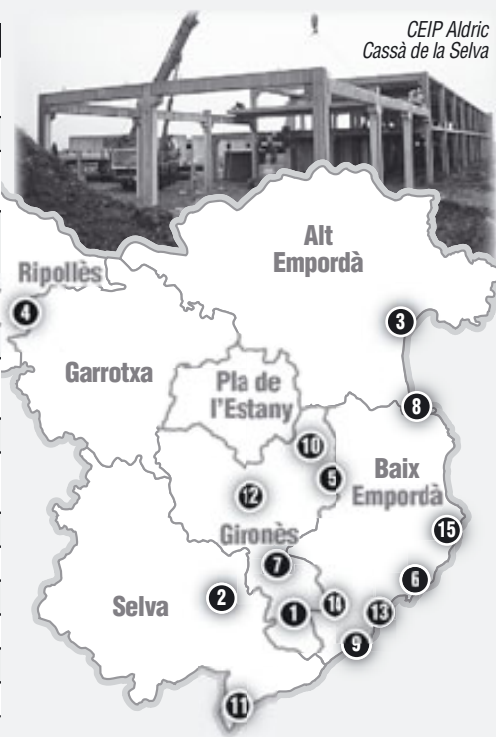 CEIP Aldric
Cassà de la Selva
Alt
Empordà
Ripollès
4
3
Garrotxa
Pla de
l'Estany
8
10
Baix
Empordà
5
12
15
Gironès
7
6
Selva
2
1
14
13
9
11